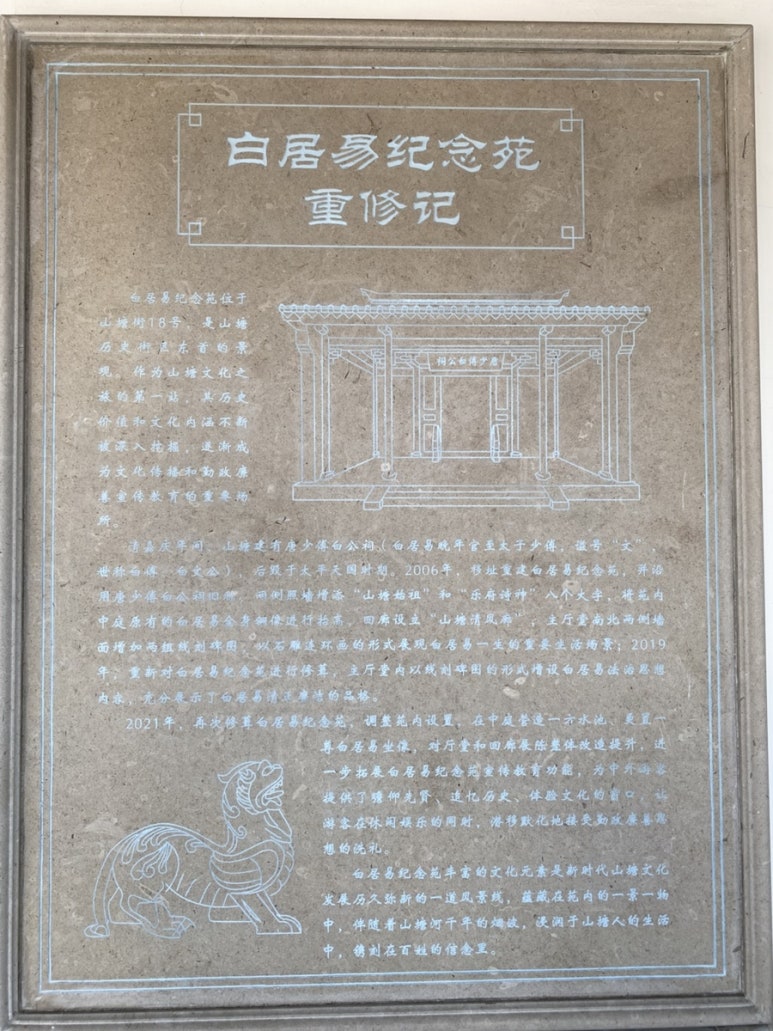 白居易纪念苑
重修记
白居易纪念苑位于
山塘街18号，是山塘
历史街区东首的景
观。作为山塘文化之
旅的第一站，其历史
价值和文化内涵不断
被深入挖掘，逐渐成
为文化传播和勤政廉
善宣传教育的重要场
所。
唐少傅白公祠
清嘉庆年间，山塘建有唐少傅白公祠（白居易晚年官至太子少傅，谥号“文”，
世称白傅、白文公），后毁于太平天国时期。2006年，移址重建白居易纪念苑，并沿
用唐少傅白公祠旧，两侧照墙增添“山塘始祖”和“乐府诗神”八个大字，将苑内
中庭原有的白居易全身铜像进行抬高，回廊设立“山塘清风廊”，主厅堂南北两侧墙
面增加两组线刻碑图，以石雕连环画的形式展现白居易一生的重要生活场景；2019
年，重新对白居易纪念苑进行修葺，主厅堂内以线刻碑图的形式增设白居易法治思想
内容，充分展示了白居易清正廉洁的品格。
2021年，再次修葺白居易纪念苑，调整苑内设置，在中庭营造一方水池、安置一
尊白居易坐像，对厅堂和回廊展陈整体改造提升，进
一步拓展白居易纪念苑宣传教育功能，为中外游客
提供了瞻仰先贤、追忆历史、体验文化的窗口，让
游客在休闲娱乐的同时，潜移默化地接受勤政廉善思
想的洗礼。
白居易纪念苑丰富的文化元素是新时代山塘文化
发展历久弥新的一道风景线，蕴藏在苑内的一景一物
中，伴随着山塘河千年的烟波，浸润于山塘人的生活
中，镌刻在百姓的信念里。